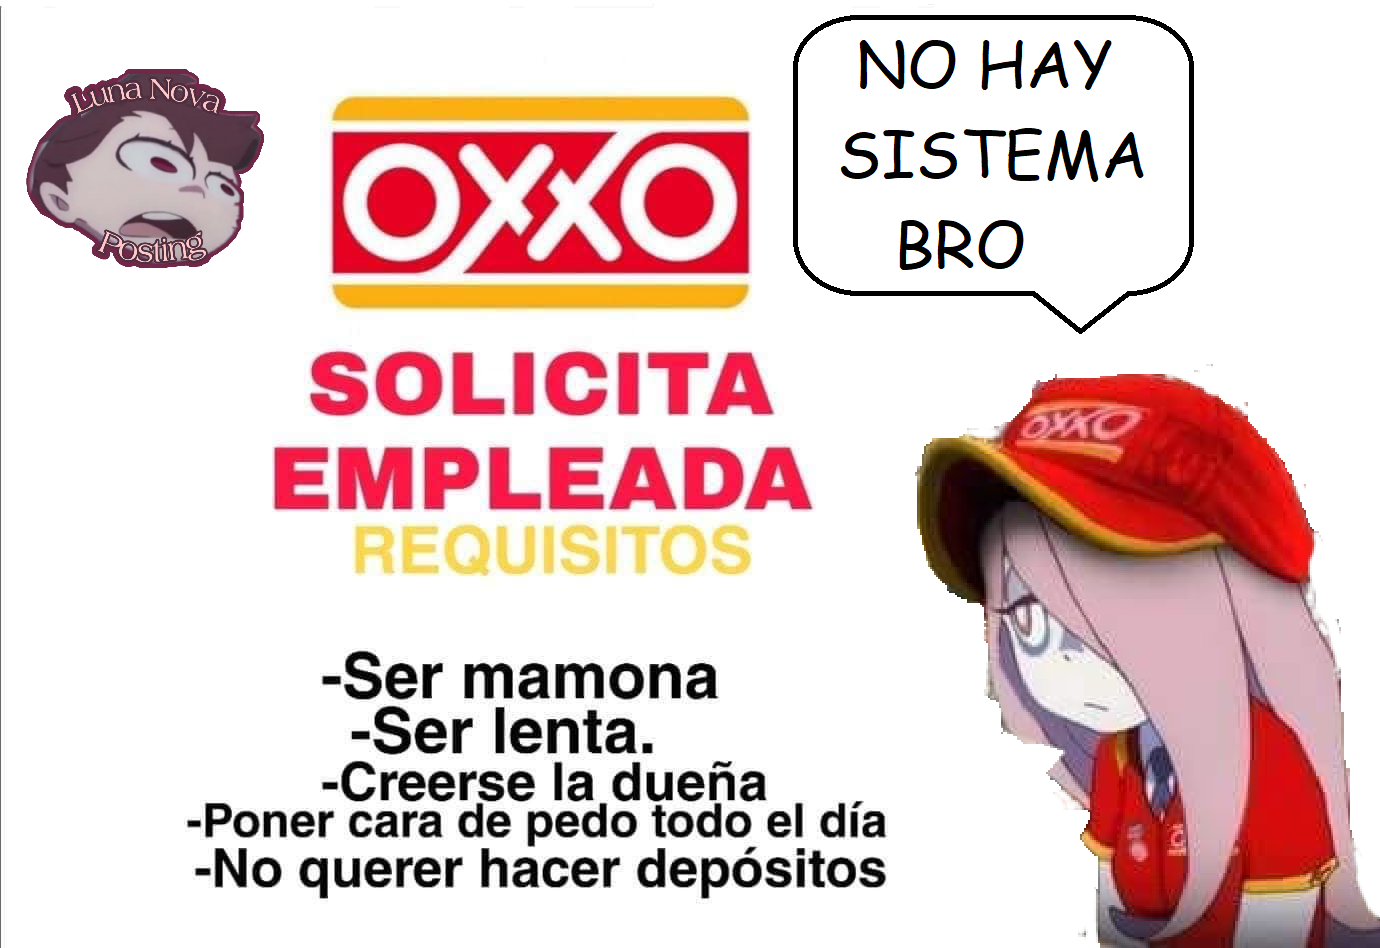 Luna Nova
Posting
OXXO
NO HAY
SISTEMA
BRO
SOLICITA
EMPLEADA
REQUISITOS
-Ser mamona
-Ser lenta.
-Creerse la dueña
-Poner cara de pedo todo el día
-No querer hacer depósitos
OXXO